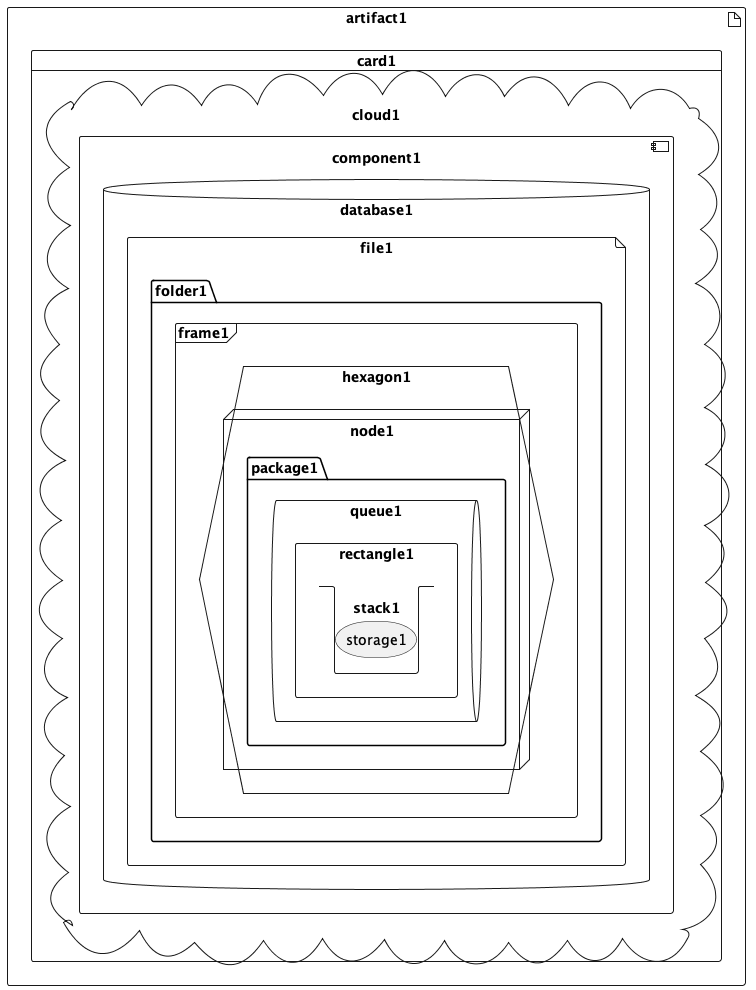 artifact1
card1
cloud1
component1
database1
file1
folder1
frame1
hexagon1
node1
package1
queue1
rectangle1
stack1
storage1